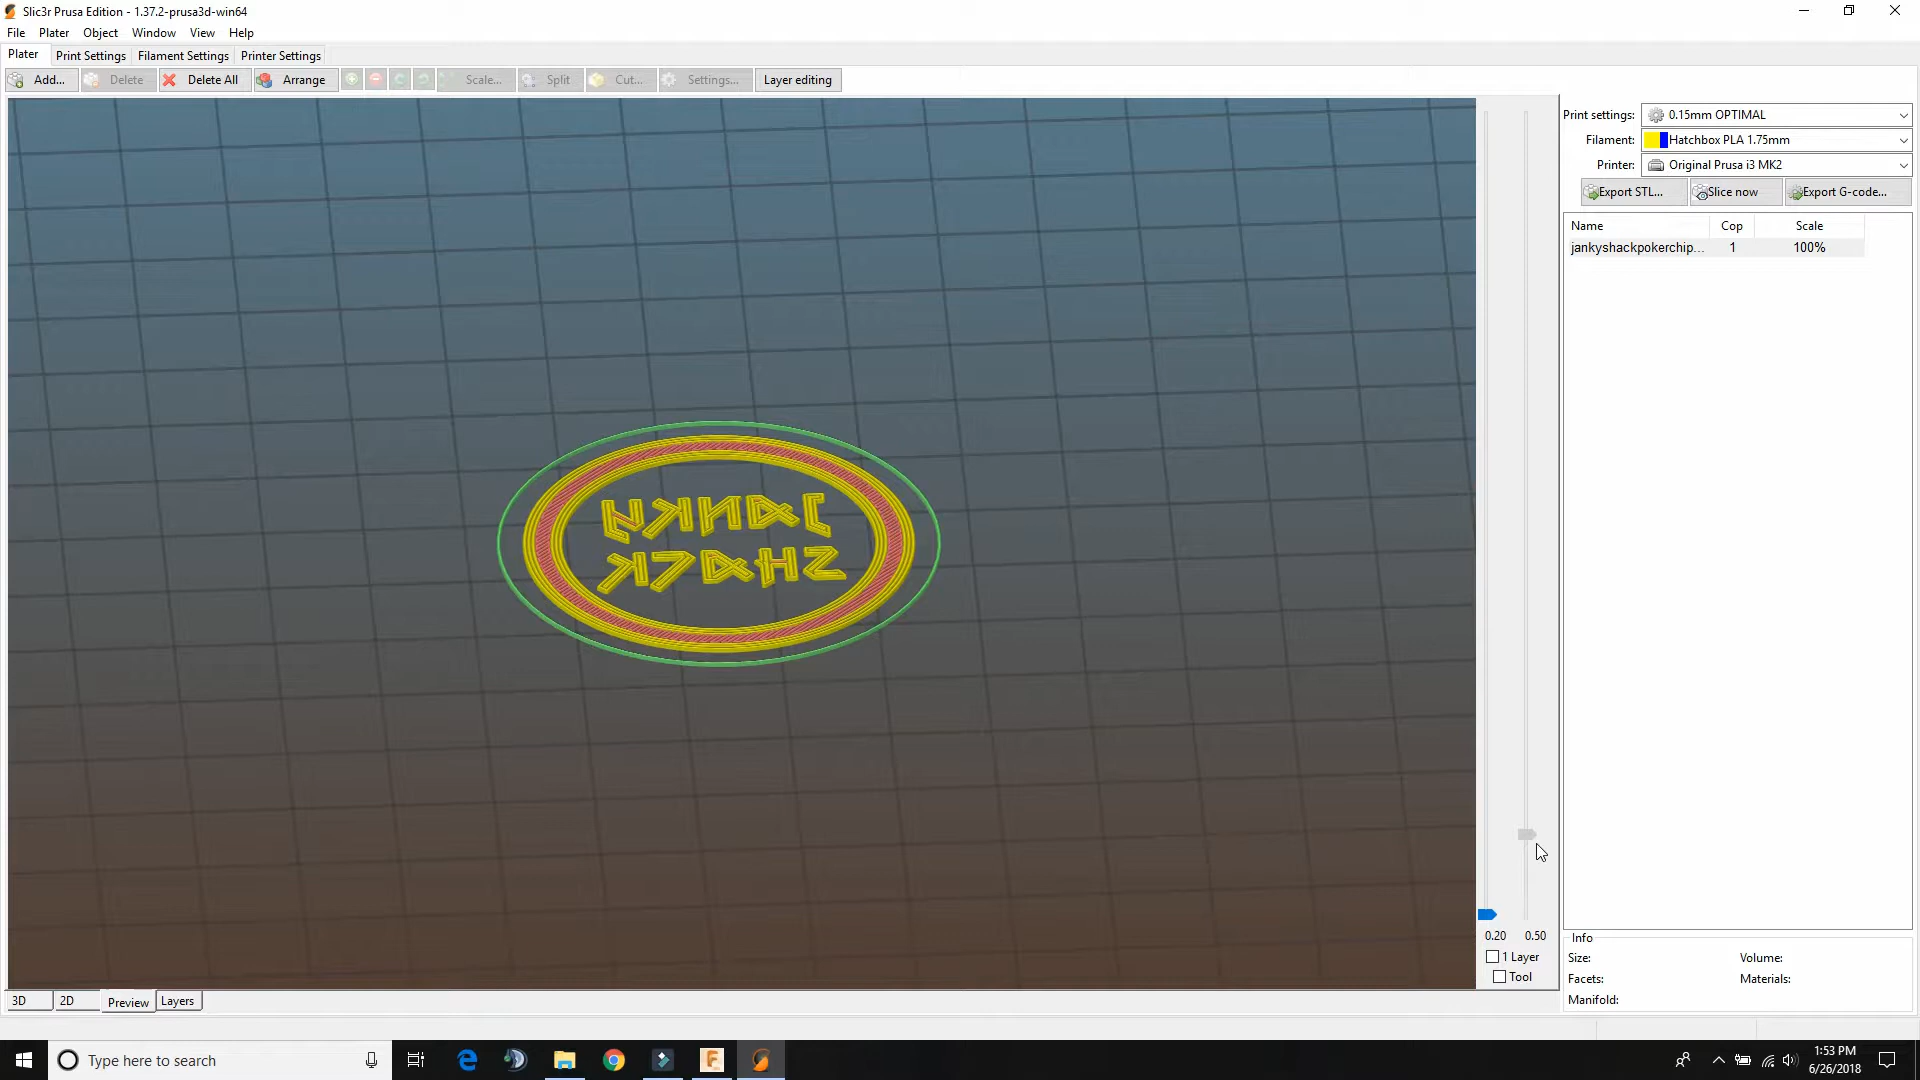 Slic3r Prusa Edition - 1.37.2-prusa3d-win64
File Plater Object Window View Help
Plater Print Settings Filament Settings Printer Settings
Add... Delete Delete All Arrange Scale... Split Cut... Settings... Layer editing
Print settings: 0.15mm OPTIMAL
Filament: Hatchbox PLA 1.75mm
Printer: Original Prusa i3 MK2
Export STL... Slice now Export G-code...
Name Cop Scale
jankyshackpokerchip... 1 100%
JANKY
SHACK
0.20 0.50
1 Layer
Tool
Info
Size: Volume:
Facets: Materials:
Manifold:
3D 2D Preview Layers
Type here to search
1:53 PM
6/26/2018